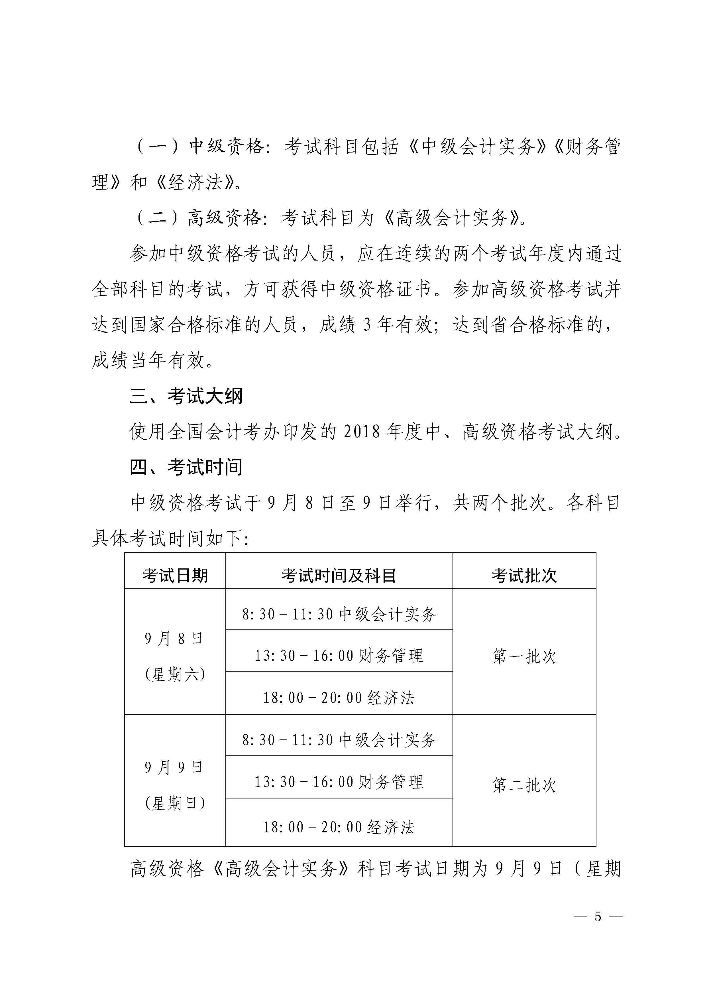 （一）中级资格：考试科目包括《中级会计实务》《财务管
理》和《经济法》。
（二）高级资格：考试科目为《高级会计实务》。
参加中级资格考试的人员，应在连续的两个考试年度内通过
全部科目的考试，方可获得中级资格证书。参加高级资格考试并
达到国家合格标准的人员，成绩 3 年有效；达到省合格标准的，
成绩当年有效。
三、考试大纲
使用全国会计考办印发的 2018 年度中、高级资格考试大纲。
四、考试时间
中级资格考试于 9 月 8 日至 9 日举行，共两个批次。各科目
具体考试时间如下：
考试日期 考试时间及科目 考试批次
9 月 8 日
(星期六)
8:30-11:30 中级会计实务
13:30-16:00 财务管理
18:00-20:00 经济法
第一批次
9 月 9 日
(星期日)
8:30-11:30 中级会计实务
13:30-16:00 财务管理
18:00-20:00 经济法
第二批次
高级资格《高级会计实务》科目考试日期为 9 月 9 日（星期
— 5 —